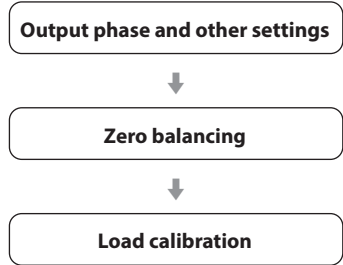 Output phase and other settings
Zero balancing
Load calibration